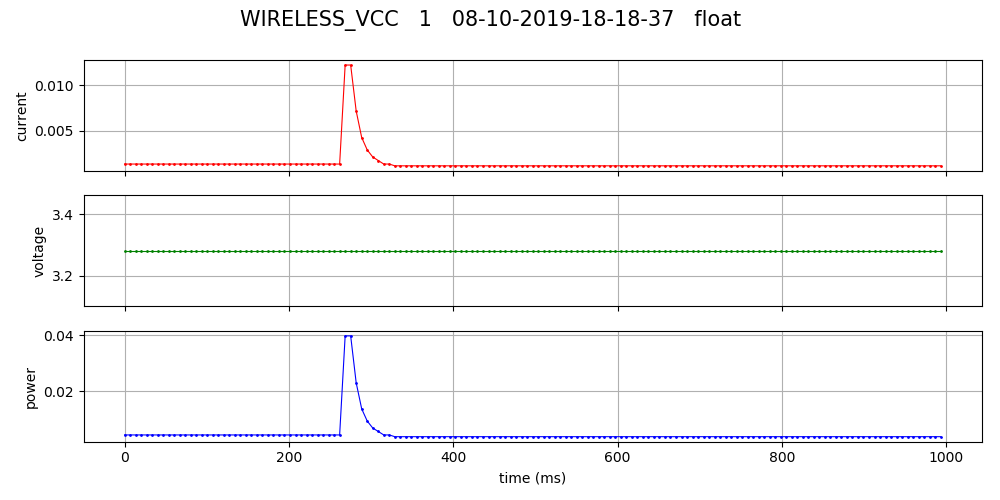 WIRELESS_VCC 1 08-10-2019-18-18-37 float
0.010
0.005
current
3.4
3.2
voltage
0.04
0.02
power
0 200 400 600 800 1000
time (ms)